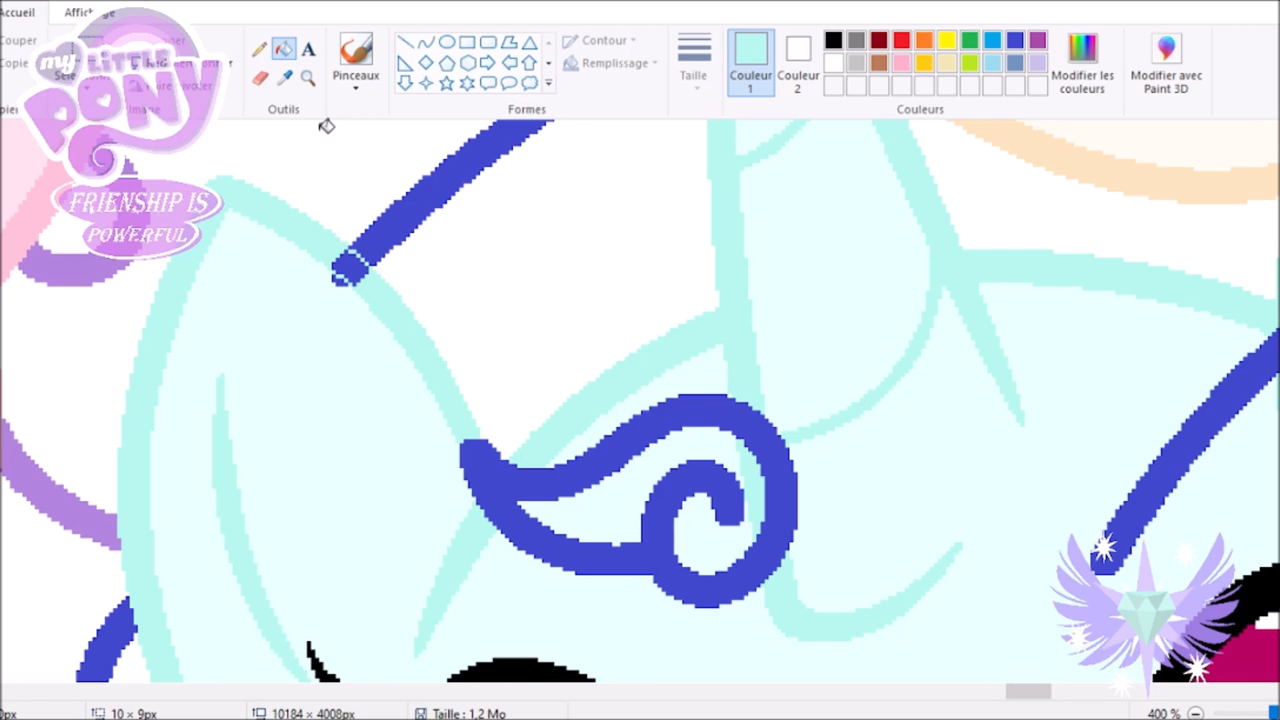 Accueil Affichage
Couper
Copier
Outils
Pinceaux
Formes
Contour
Remplissage
Taille
Couleur 1
Couleur 2
Couleurs
Modifier les couleurs
Modifier avec Paint 3D
my LITTLE PONY
FRIENSHIP IS
POWERFUL
10 × 9px
10184 × 4008px
Taille : 1,2 Mo
400 %